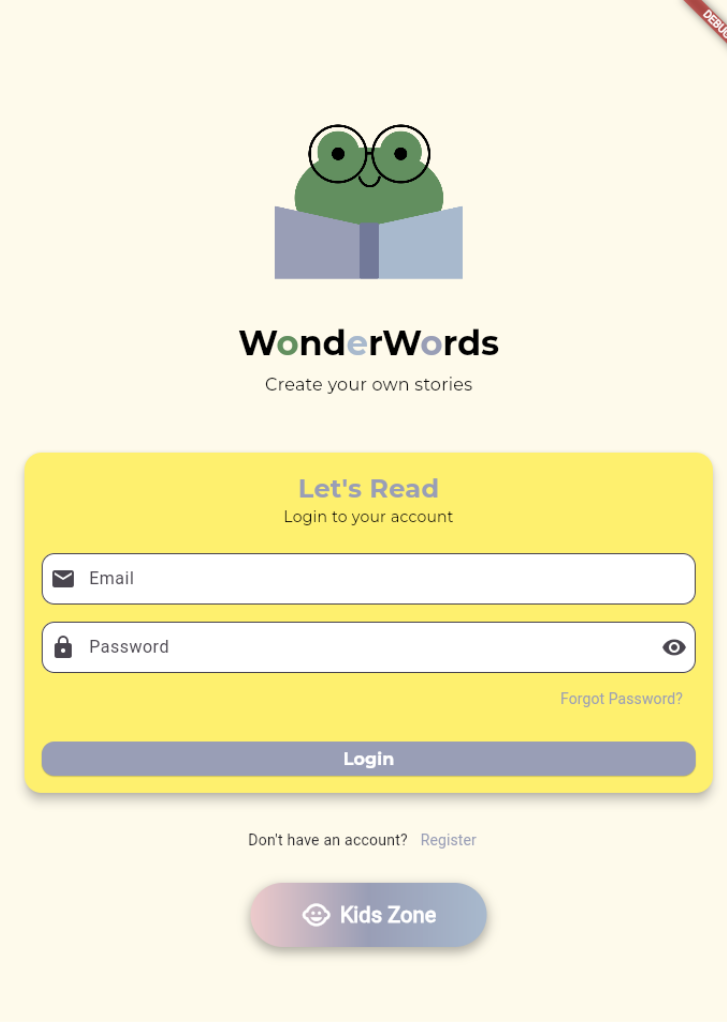 DEBUG
WonderWords
Create your own stories
Let's Read
Login to your account
Email
Password
Forgot Password?
Login
Don't have an account? Register
Kids Zone